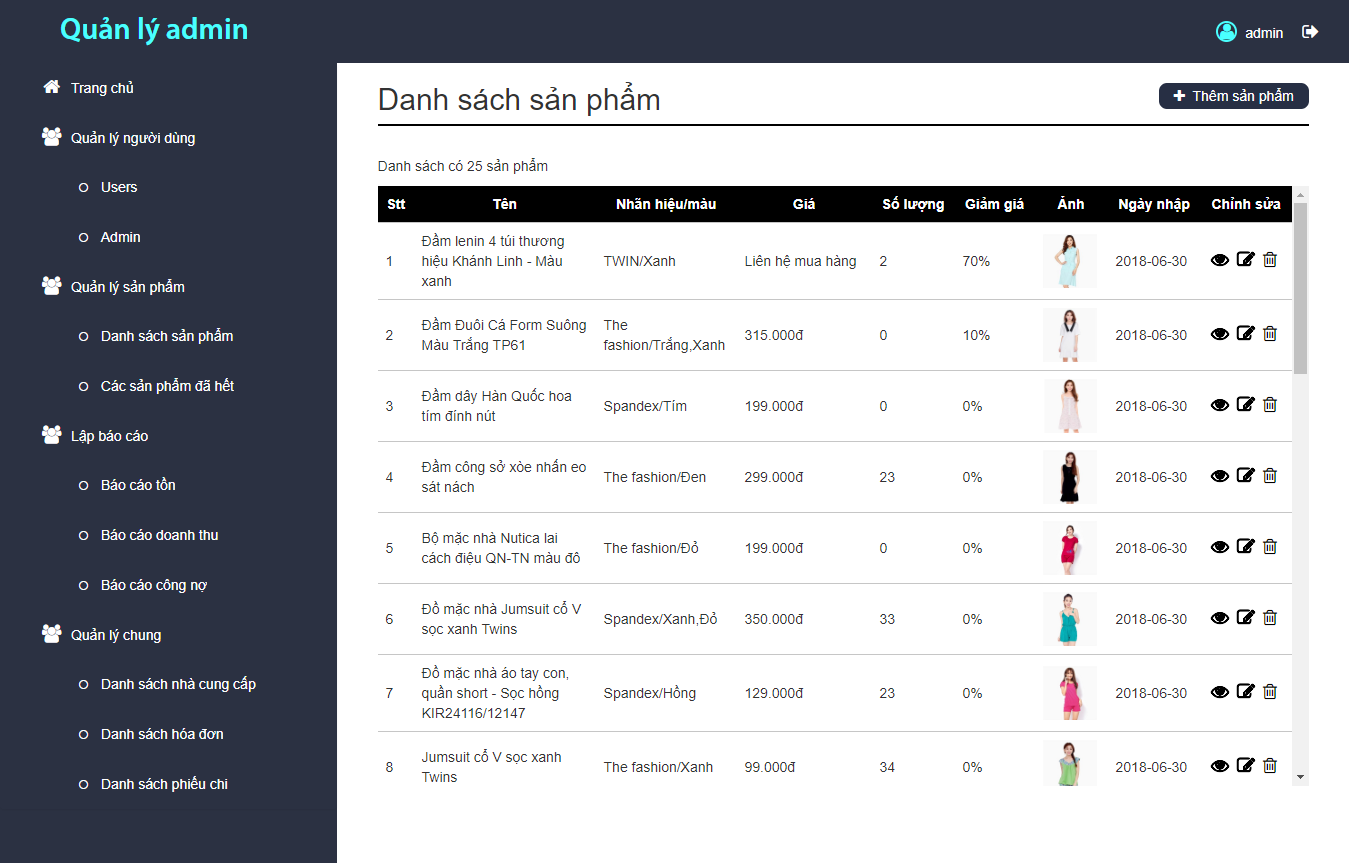 Quản lý admin
admin
Trang chủ
Quản lý người dùng
Users
Admin
Quản lý sản phẩm
Danh sách sản phẩm
Các sản phẩm đã hết
Lập báo cáo
Báo cáo tồn
Báo cáo doanh thu
Báo cáo công nợ
Quản lý chung
Danh sách nhà cung cấp
Danh sách hóa đơn
Danh sách phiếu chi
Danh sách sản phẩm
Thêm sản phẩm
Danh sách có 25 sản phẩm
Stt Tên Nhãn hiệu/màu Giá Số lượng Giảm giá Ảnh Ngày nhập Chỉnh sửa
Đầm lenin 4 túi thương
1 hiệu Khánh Linh - Màu TWIN/Xanh Liên hệ mua hàng 2 70% 2018-06-30
xanh
Đầm Đuôi Cá Form Suông The
2 315.000đ 0 10% 2018-06-30
Màu Trắng TP61 fashion/Trắng,Xanh
Đầm dây Hàn Quốc hoa
3 Spandex/Tím 199.000đ 0 0% 2018-06-30
tím đính nút
Đầm công sở xòe nhấn eo
4 The fashion/Đen 299.000đ 23 0% 2018-06-30
sát nách
Bộ mặc nhà Nutica lai
5 The fashion/Đỏ 199.000đ 0 0% 2018-06-30
cách điệu QN-TN màu đô
Đồ mặc nhà Jumsuit cổ V
6 Spandex/Xanh,Đỏ 350.000đ 33 0% 2018-06-30
sọc xanh Twins
Đồ mặc nhà áo tay con,
7 quần short - Sọc hồng Spandex/Hồng 129.000đ 23 0% 2018-06-30
KIR24116/12147
Jumsuit cổ V sọc xanh
8 The fashion/Xanh 99.000đ 34 0% 2018-06-30
Twins